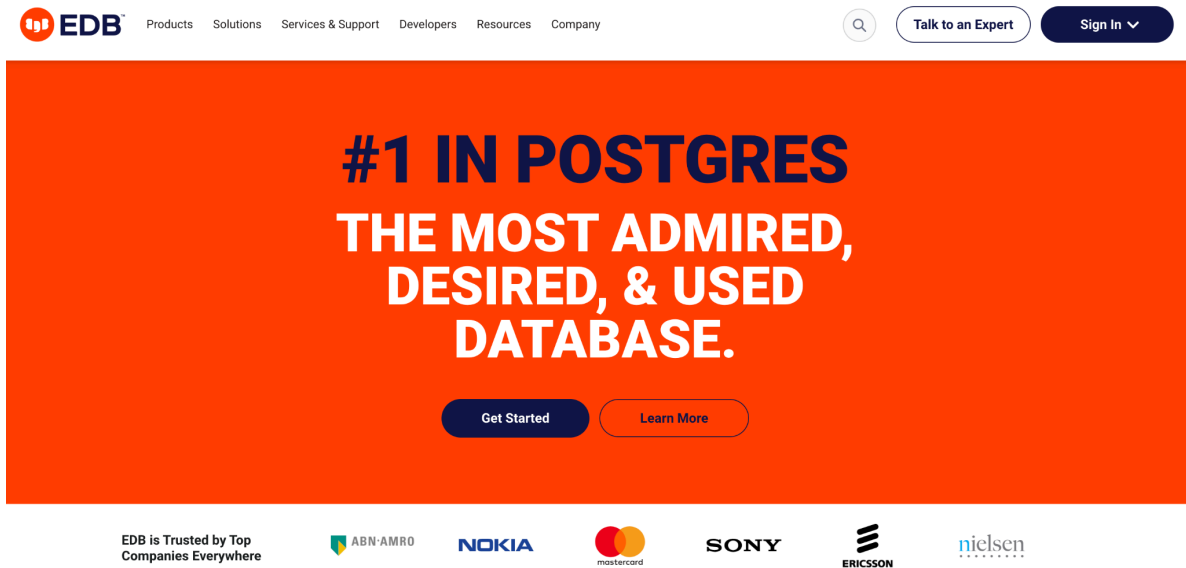 EDB™
Products Solutions Services & Support Developers Resources Company
Talk to an Expert
Sign In
#1 IN POSTGRES
THE MOST ADMIRED,
DESIRED, & USED
DATABASE.
Get Started
Learn More
EDB is Trusted by Top
Companies Everywhere
ABN·AMRO
NOKIA
mastercard
SONY
ERICSSON
nielsen